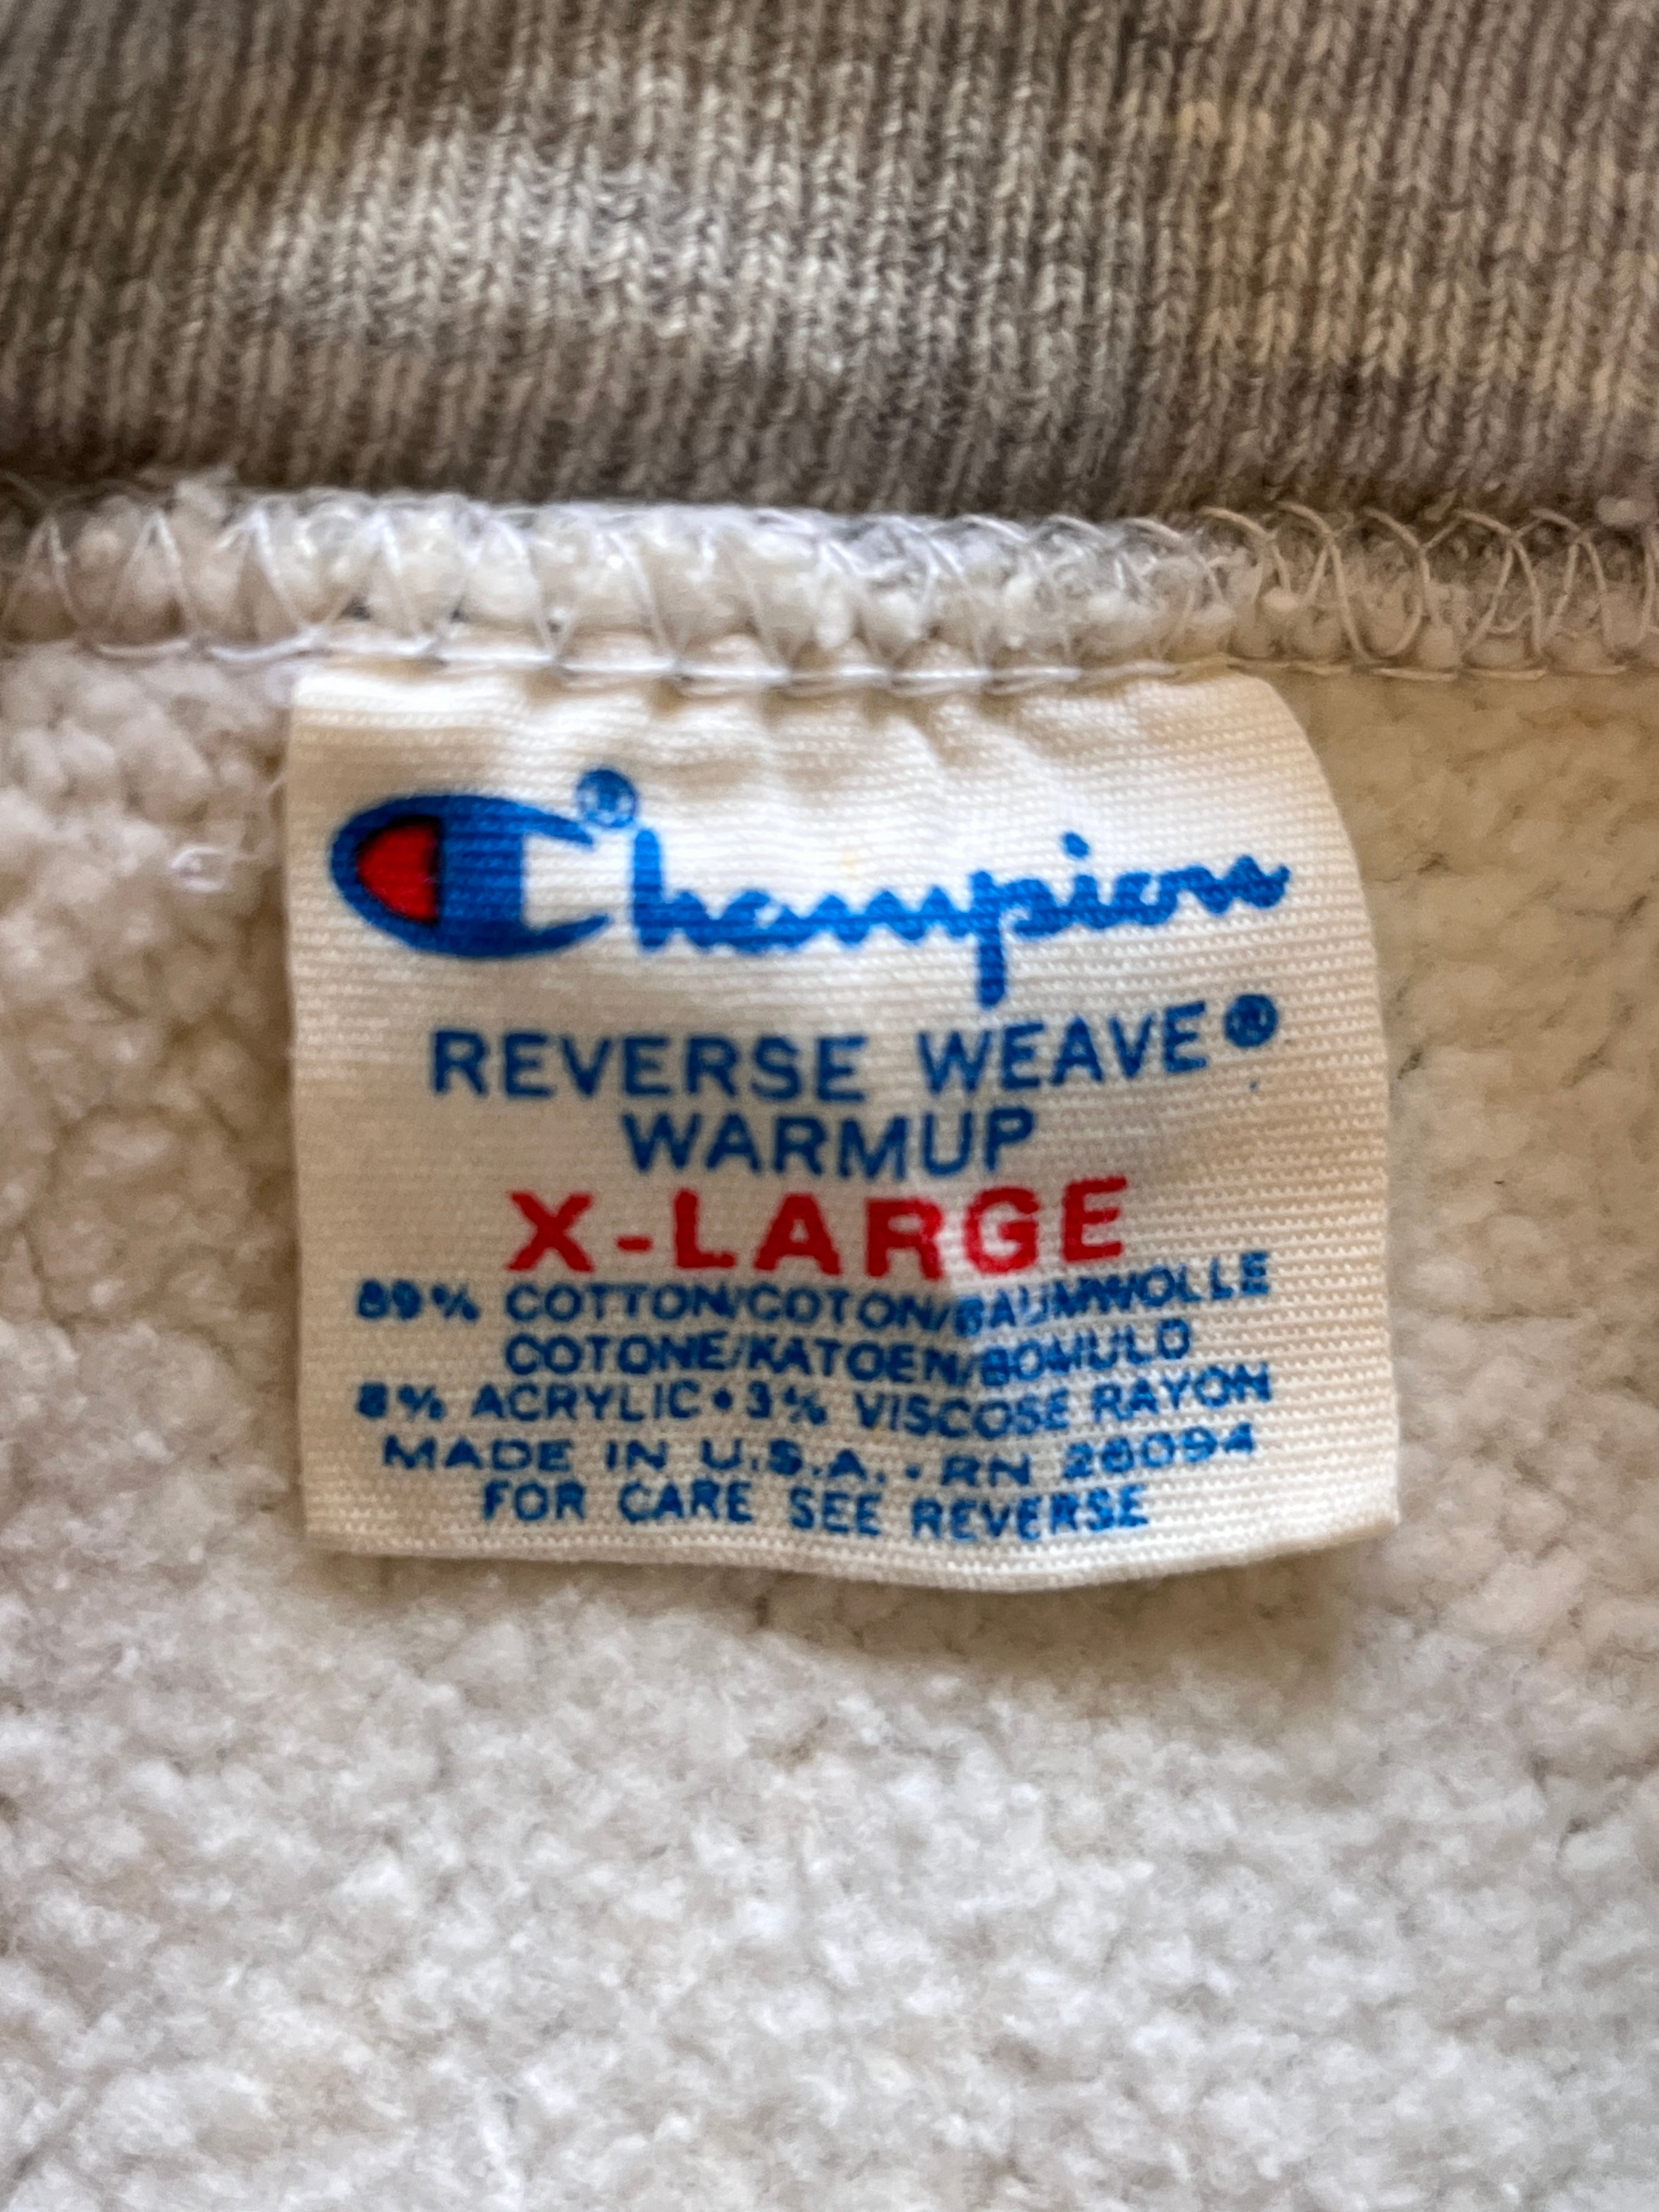 Champion®
REVERSE WEAVE®
WARMUP
X-LARGE
89% COTTON/COTON/BAUMWOLLE
COTONE/KATOEN/BOMULD
8% ACRYLIC • 3% VISCOSE RAYON
MADE IN U.S.A. • RN 26094
FOR CARE SEE REVERSE